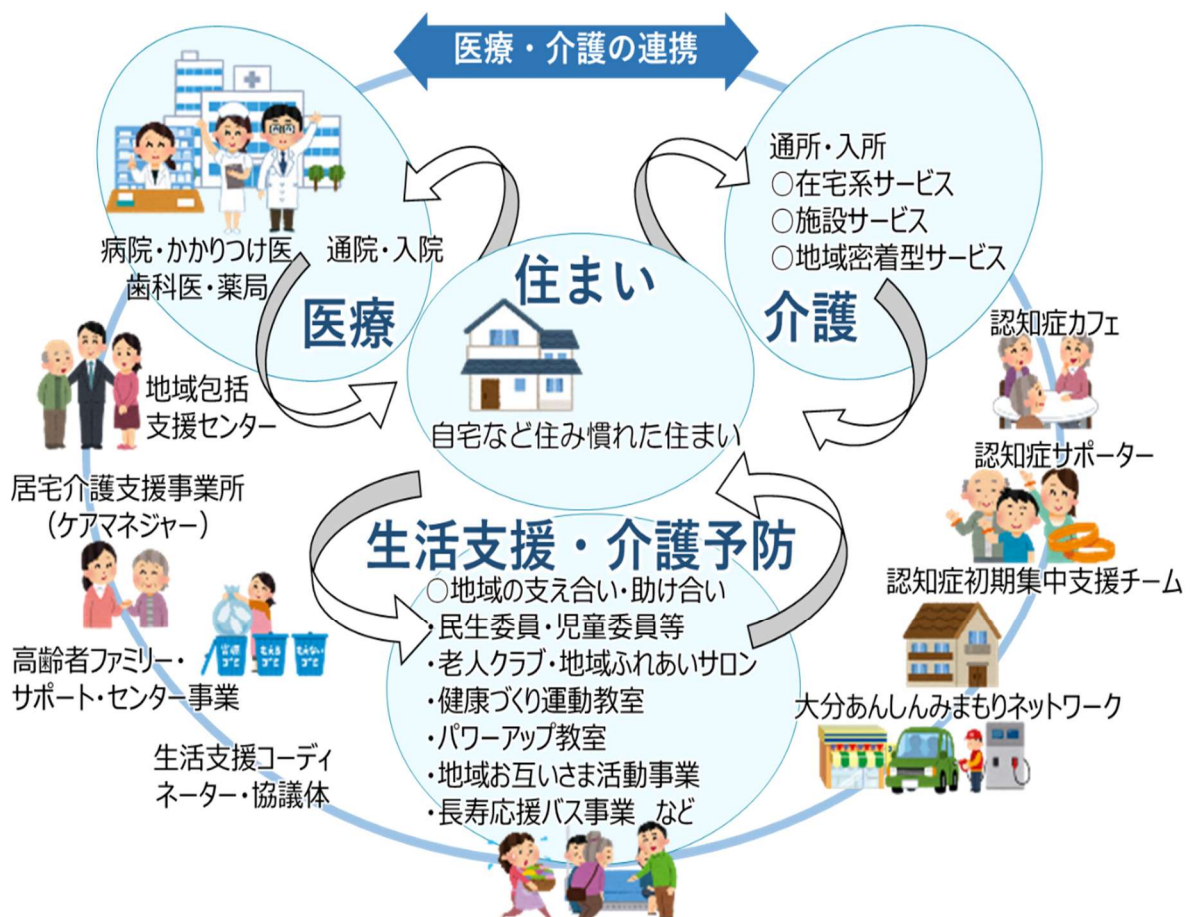 医療・介護の連携
病院・かかりつけ医
歯科医・薬局
通院・入院
医療
通所・入所
○在宅系サービス
○施設サービス
○地域密着型サービス
介護
住まい
自宅など住み慣れた住まい
地域包括
支援センター
居宅介護支援事業所
（ケアマネジャー）
高齢者ファミリー・
サポート・センター事業
生活支援コーディ
ネーター・協議体
生活支援・介護予防
○地域の支え合い・助け合い
・民生委員・児童委員等
・老人クラブ・地域ふれあいサロン
・健康づくり運動教室
・パワーアップ教室
・地域お互いさま活動事業
・長寿応援バス事業　など
認知症カフェ
認知症サポーター
認知症初期集中支援チーム
大分あんしんみまもりネットワーク